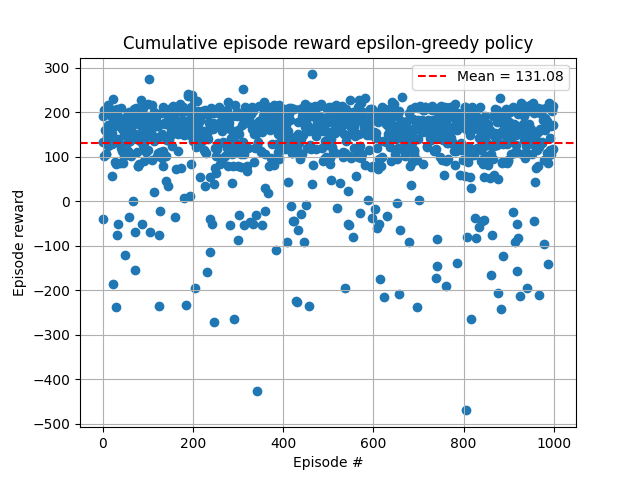 Cumulative episode reward epsilon-greedy policy
Mean = 131.08
300
200
100
0
−100
−200
−300
−400
−500
Episode reward
0 200 400 600 800 1000
Episode #